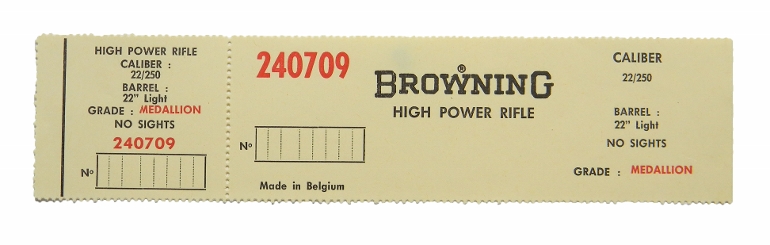 HIGH POWER RIFLE
CALIBER :
22/250
BARREL :
22" Light
GRADE : MEDALLION
NO SIGHTS
240709
Nº
240709
BROWNING®
HIGH POWER RIFLE
Nº
Made in Belgium
CALIBER
22/250
BARREL :
22" Light
NO SIGHTS
GRADE : MEDALLION